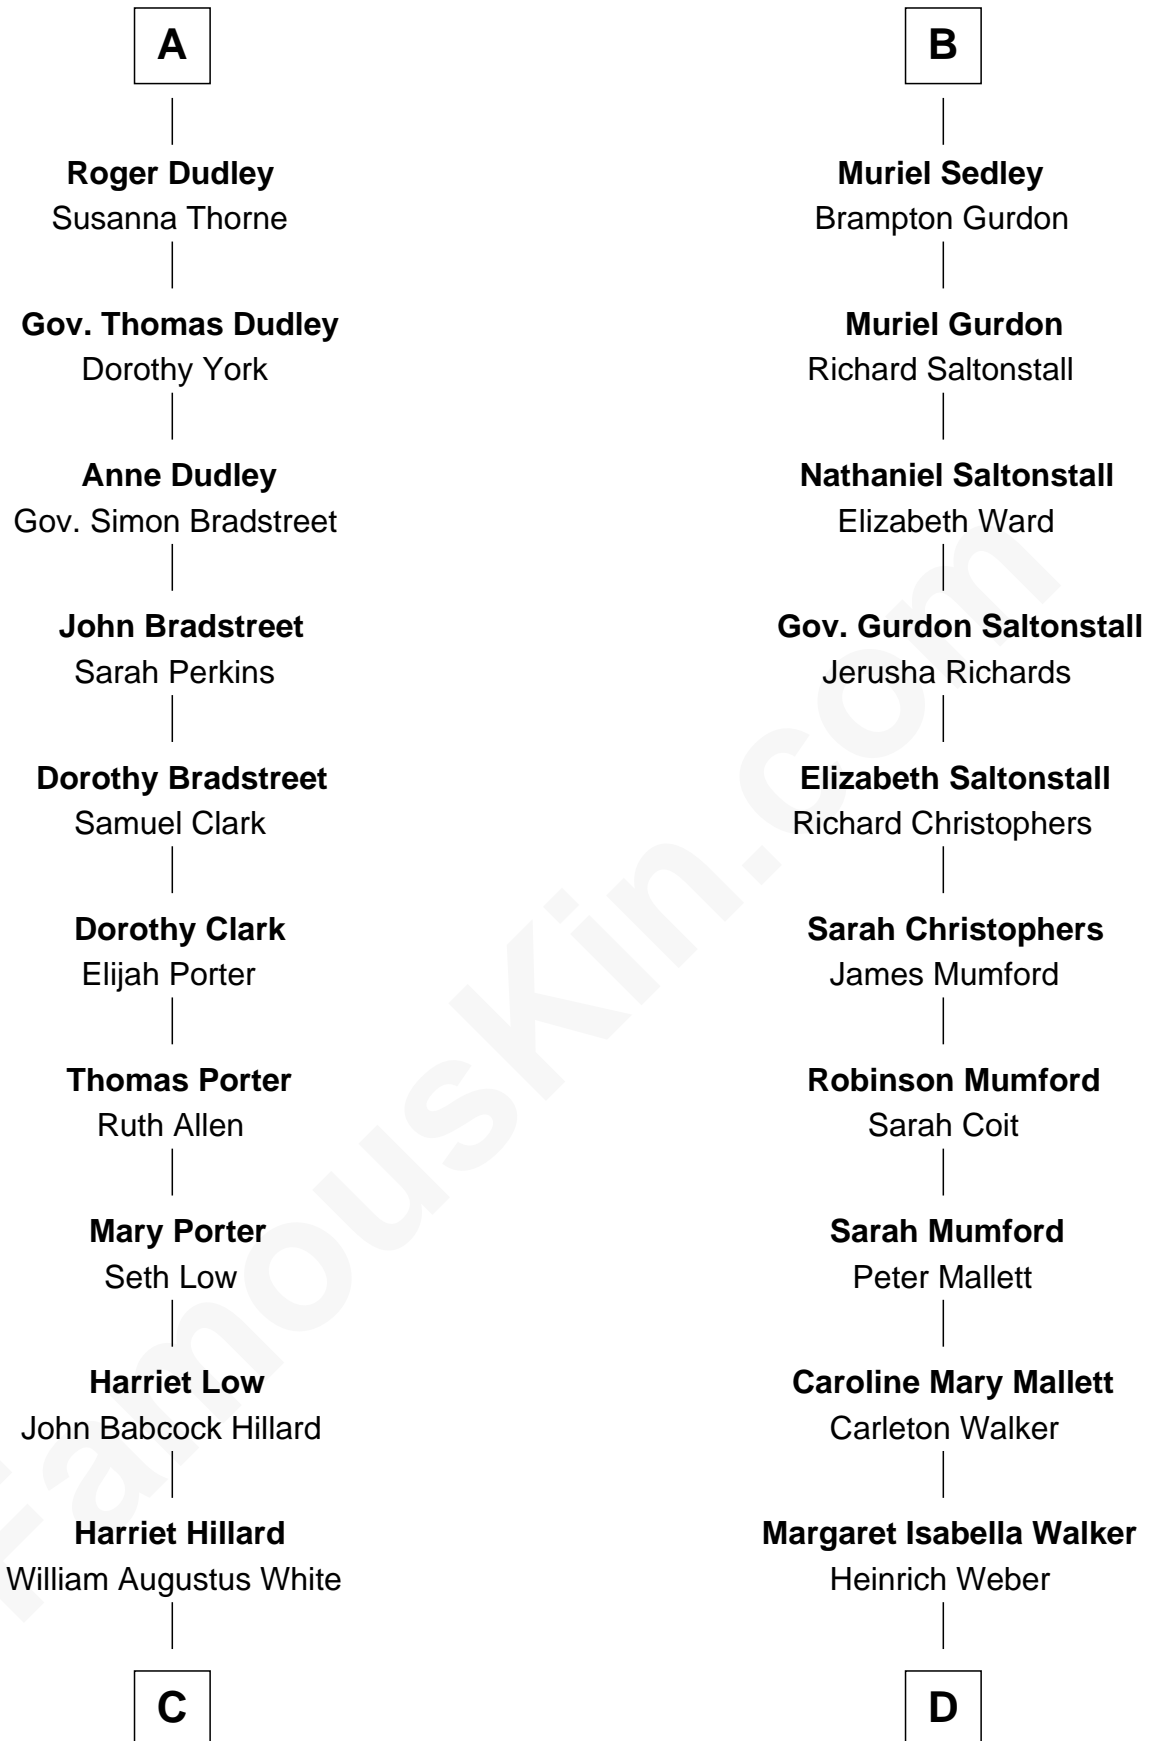 A
Roger Dudley
Susanna Thorne
Gov. Thomas Dudley
Dorothy York
Anne Dudley
Gov. Simon Bradstreet
John Bradstreet
Sarah Perkins
Dorothy Bradstreet
Samuel Clark
Dorothy Clark
Elijah Porter
Thomas Porter
Ruth Allen
Mary Porter
Seth Low
Harriet Low
John Babcock Hillard
Harriet Hillard
William Augustus White
C
B
Muriel Sedley
Brampton Gurdon
Muriel Gurdon
Richard Saltonstall
Nathaniel Saltonstall
Elizabeth Ward
Gov. Gurdon Saltonstall
Jerusha Richards
Elizabeth Saltonstall
Richard Christophers
Sarah Christophers
James Mumford
Robinson Mumford
Sarah Coit
Sarah Mumford
Peter Mallett
Caroline Mary Mallett
Carleton Walker
Margaret Isabella Walker
Heinrich Weber
D
FamousKin.com